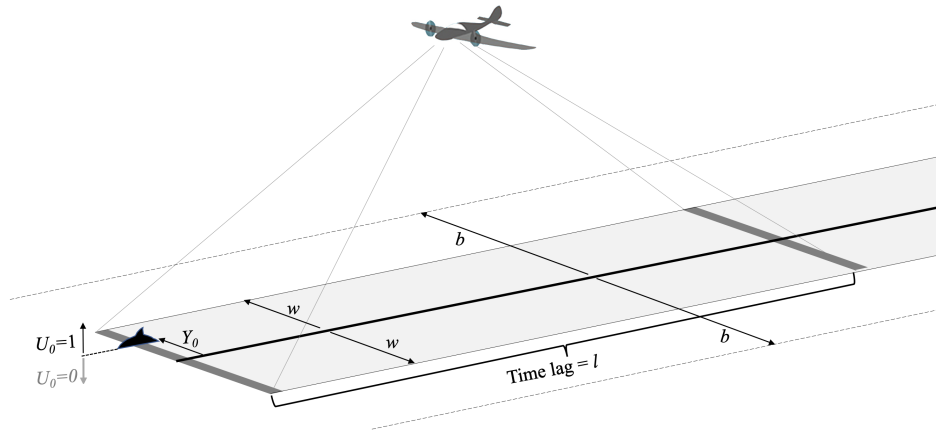 b
w
U₀=1
Y₀
w
b
U₀=0
Time lag = l